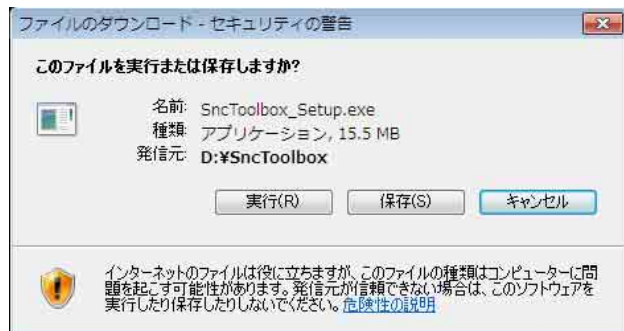 ファイルのダウンロード - セキュリティの警告
このファイルを実行または保存しますか?
名前: SncToolbox_Setup.exe
種類: アプリケーション, 15.5 MB
発信元: D:¥SncToolbox
実行(R) 保存(S) キャンセル
インターネットのファイルは役に立ちますが、このファイルの種類はコンピューターに問
題を起こす可能性があります。発信元が信頼できない場合は、このソフトウェアを
実行したり保存したりしないでください。危険性の説明